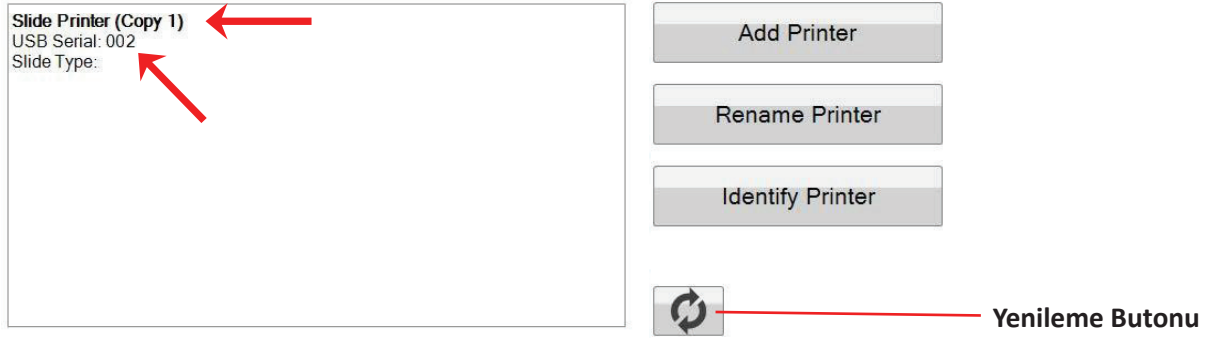 Slide Printer (Copy 1)
USB Serial: 002
Slide Type:
Add Printer
Rename Printer
Identify Printer
Yenileme Butonu